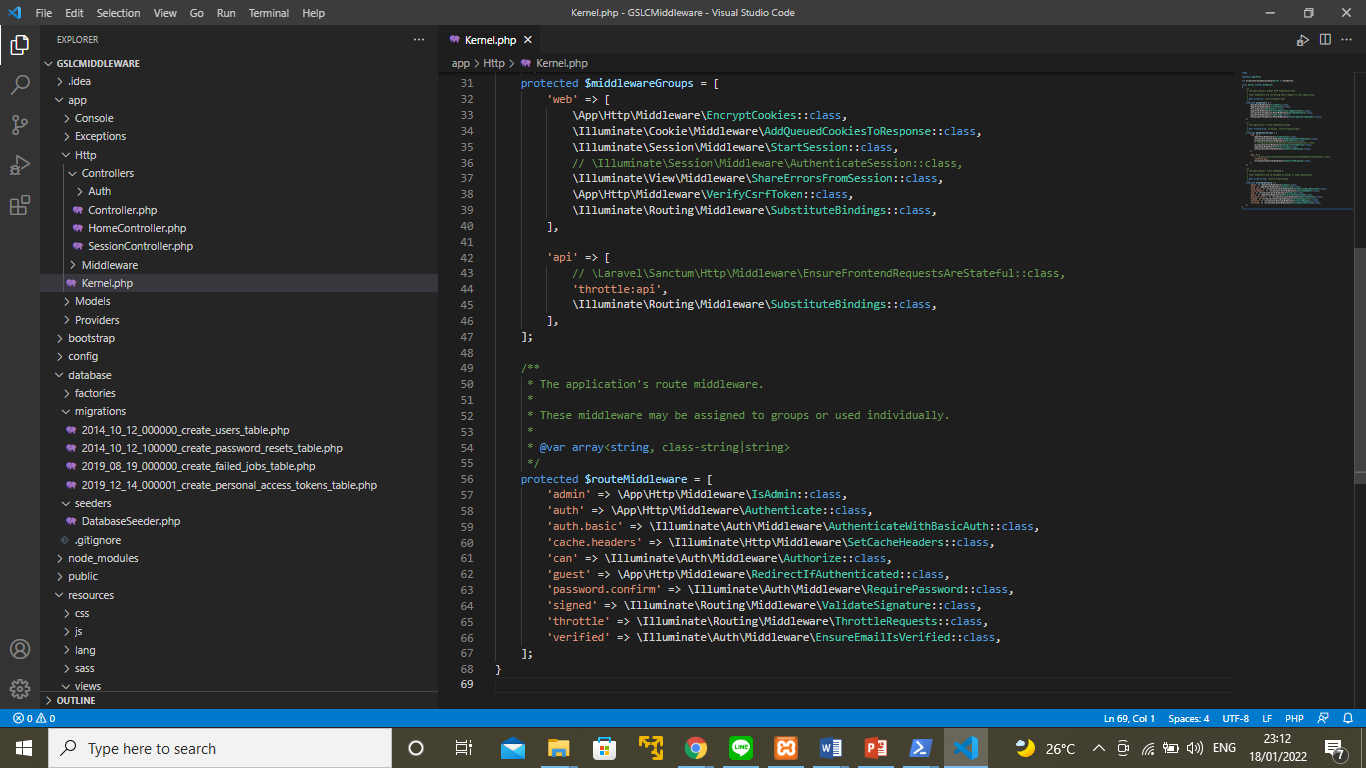 File Edit Selection View Go Run Terminal Help
Kernel.php - GSLCMiddleware - Visual Studio Code
EXPLORER
GSLCMIDDLEWARE
.idea
app
Console
Exceptions
Http
Controllers
Auth
Controller.php
HomeController.php
SessionController.php
Middleware
Kernel.php
Models
Providers
bootstrap
config
database
factories
migrations
2014_10_12_000000_create_users_table.php
2014_10_12_100000_create_password_resets_table.php
2019_08_19_000000_create_failed_jobs_table.php
2019_12_14_000001_create_personal_access_tokens_table.php
seeders
DatabaseSeeder.php
.gitignore
node_modules
public
resources
css
js
lang
sass
views
OUTLINE
Kernel.php
app > Http > Kernel.php
31 protected $middlewareGroups = [
32 'web' => [
33 \App\Http\Middleware\EncryptCookies::class,
34 \Illuminate\Cookie\Middleware\AddQueuedCookiesToResponse::class,
35 \Illuminate\Session\Middleware\StartSession::class,
36 // \Illuminate\Session\Middleware\AuthenticateSession::class,
37 \Illuminate\View\Middleware\ShareErrorsFromSession::class,
38 \App\Http\Middleware\VerifyCsrfToken::class,
39 \Illuminate\Routing\Middleware\SubstituteBindings::class,
40 ],
41
42 'api' => [
43 // \Laravel\Sanctum\Http\Middleware\EnsureFrontendRequestsAreStateful::class,
44 'throttle:api',
45 \Illuminate\Routing\Middleware\SubstituteBindings::class,
46 ],
47 ];
48
49 /**
50 * The application's route middleware.
51 *
52 * These middleware may be assigned to groups or used individually.
53 *
54 * @var array<string, class-string|string>
55 */
56 protected $routeMiddleware = [
57 'admin' => \App\Http\Middleware\IsAdmin::class,
58 'auth' => \App\Http\Middleware\Authenticate::class,
59 'auth.basic' => \Illuminate\Auth\Middleware\AuthenticateWithBasicAuth::class,
60 'cache.headers' => \Illuminate\Http\Middleware\SetCacheHeaders::class,
61 'can' => \Illuminate\Auth\Middleware\Authorize::class,
62 'guest' => \App\Http\Middleware\RedirectIfAuthenticated::class,
63 'password.confirm' => \Illuminate\Auth\Middleware\RequirePassword::class,
64 'signed' => \Illuminate\Routing\Middleware\ValidateSignature::class,
65 'throttle' => \Illuminate\Routing\Middleware\ThrottleRequests::class,
66 'verified' => \Illuminate\Auth\Middleware\EnsureEmailIsVerified::class,
67 ];
68 }
69
0 0
Ln 69, Col 1 Spaces: 4 UTF-8 LF PHP
Type here to search
LINE
26°C
ENG
23:12
18/01/2022
7